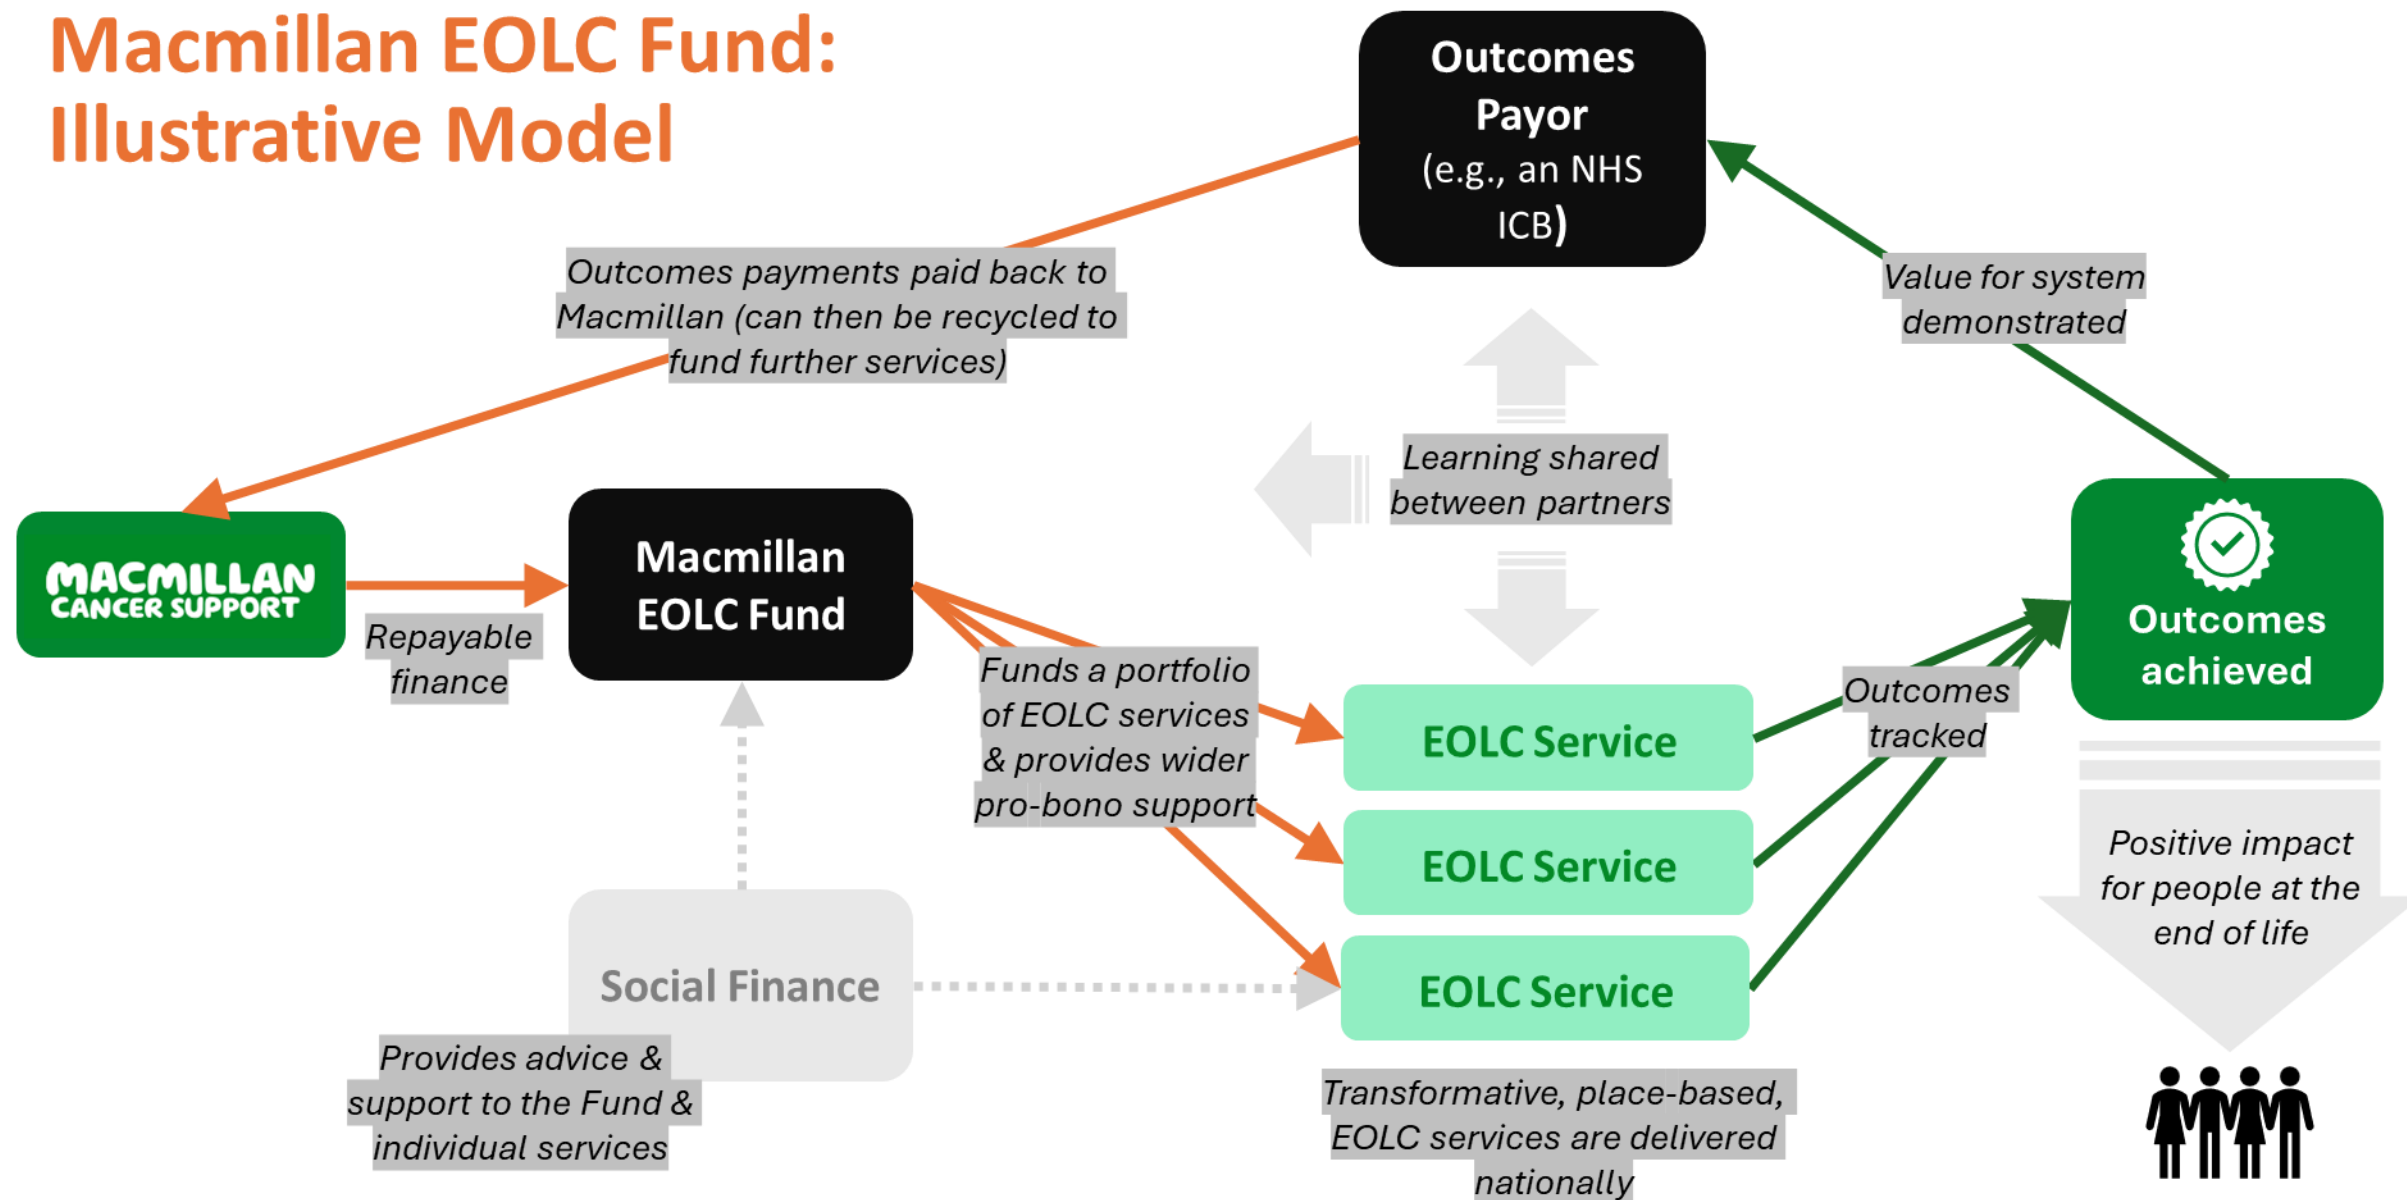 Macmillan EOLC Fund:
Illustrative Model
Outcomes
Payor
(e.g., an NHS
ICB)
Outcomes payments paid back to
Macmillan (can then be recycled to
fund further services)
Value for system
demonstrated
Learning shared
between partners
MACMILLAN
CANCER SUPPORT
Repayable
finance
Macmillan
EOLC Fund
Funds a portfolio
of EOLC services
& provides wider
pro-bono support
EOLC Service
EOLC Service
EOLC Service
Outcomes
tracked
Outcomes
achieved
Positive impact
for people at the
end of life
Social Finance
Provides advice &
support to the Fund &
individual services
Transformative, place-based,
EOLC services are delivered
nationally